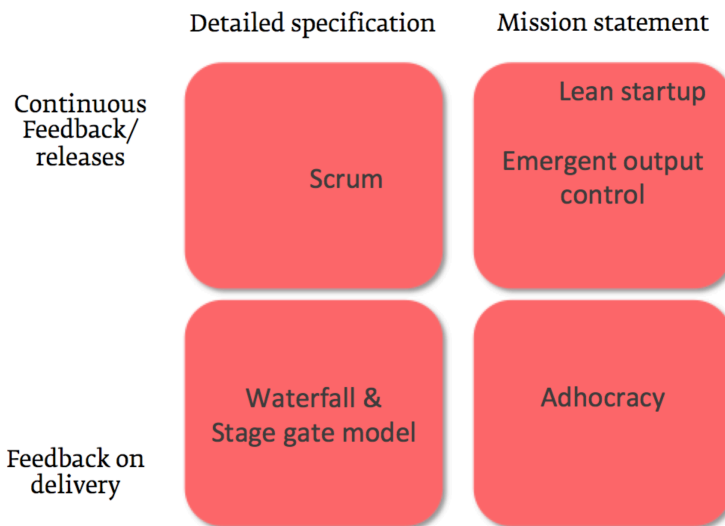 Detailed specification
Mission statement
Continuous
Feedback/
releases
Scrum
Lean startup
Emergent output
control
Feedback on
delivery
Waterfall &
Stage gate model
Adhocracy